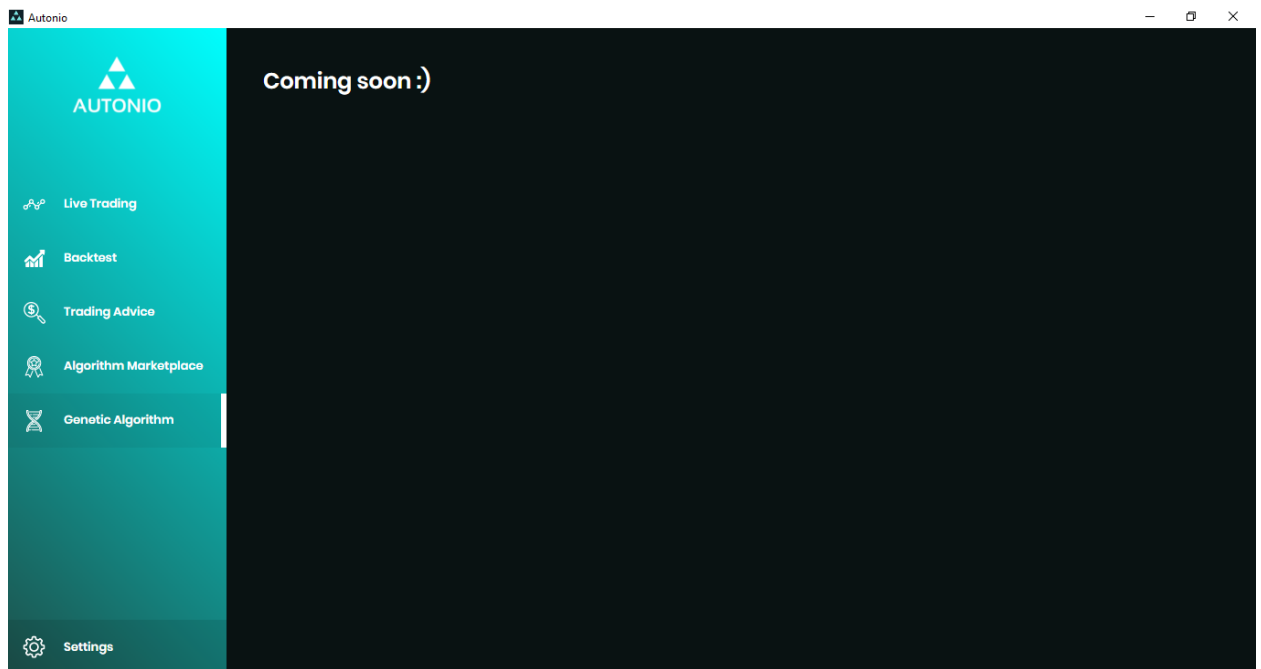 Autonio
AUTONIO
Coming soon :)
Live Trading
Backtest
Trading Advice
Algorithm Marketplace
Genetic Algorithm
Settings